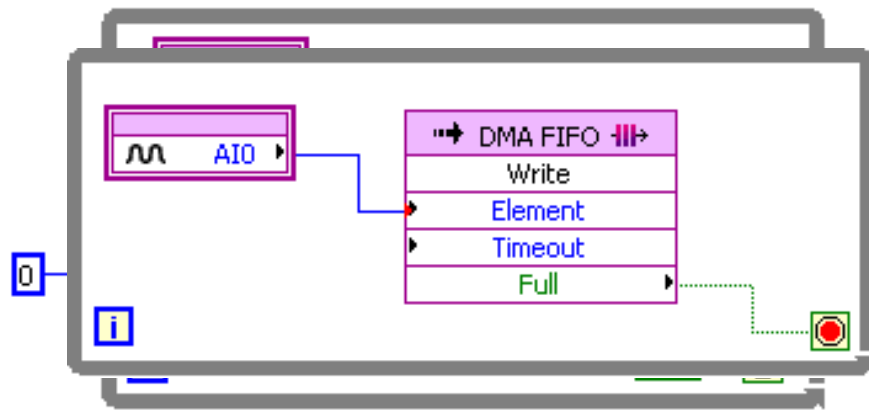 DMA FIFO
AI0
Write
Element
0
Timeout
Full
i